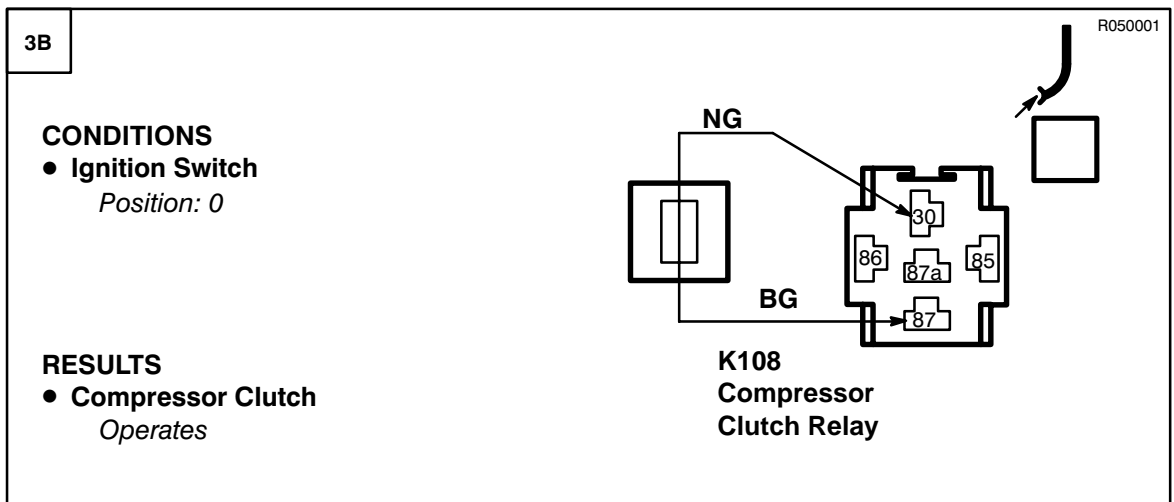 3B
R050001
CONDITIONS
● Ignition Switch
Position: 0
NG
30
86
87a
85
BG
87
RESULTS
● Compressor Clutch
Operates
K108
Compressor
Clutch Relay